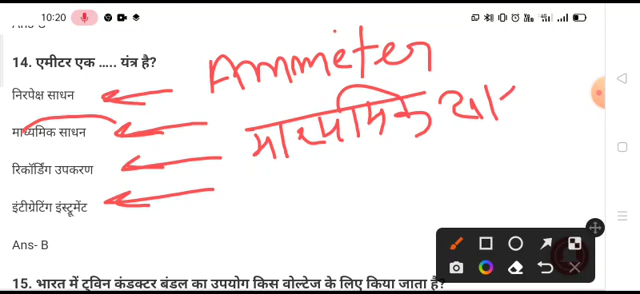 10:20
14. एमीटर एक ..... यंत्र है?
Ammeter
निरपेक्ष साधन
माध्यमिक साधन
माध्यमिक
रिकॉर्डिंग उपकरण
इंटीग्रेटिंग इंस्ट्रूमेंट
Ans- B
15. भारत में ट्विन कंडक्टर बंडल का उपयोग किस वोल्टेज के लिए किया जाता है?